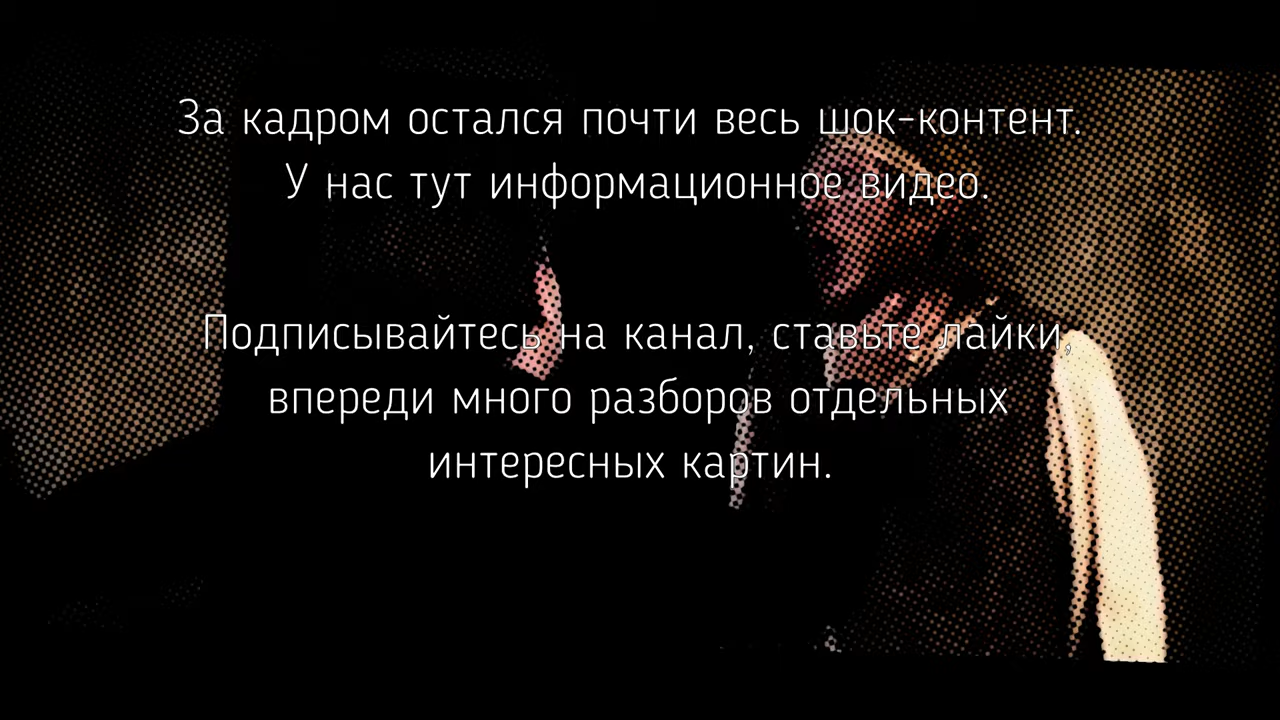 За кадром остался почти весь шок-контент.
У нас тут информационное видео.
Подписывайтесь на канал, ставьте лайки,
впереди много разборов отдельных
интересных картин.